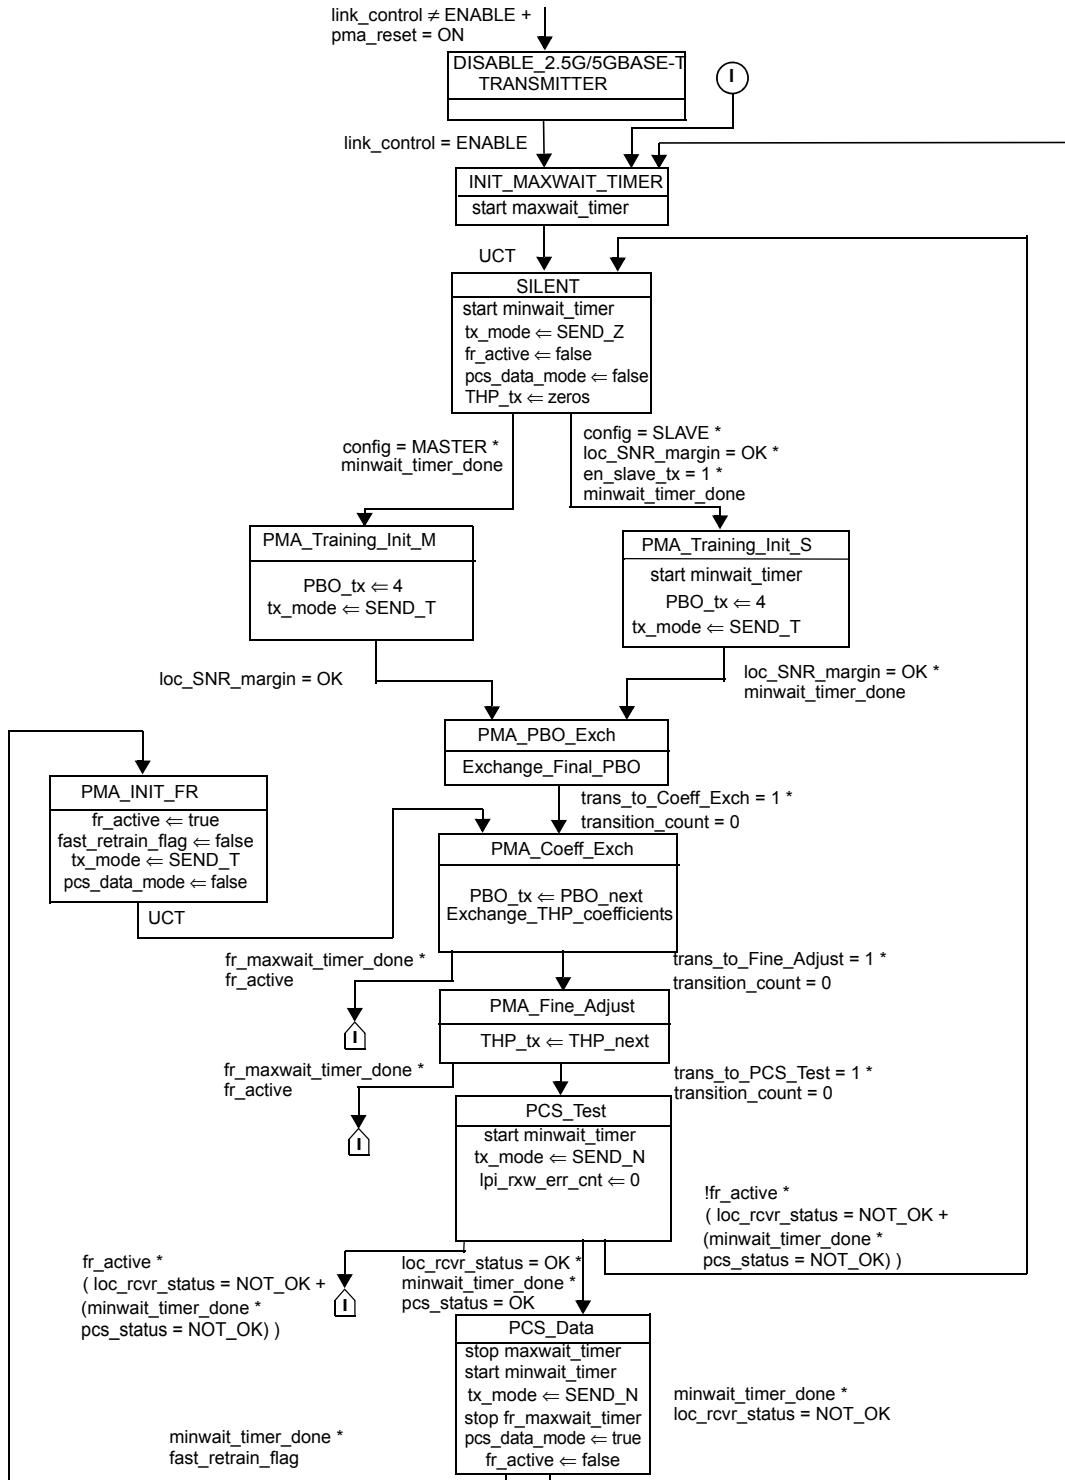 link_control ≠ ENABLE +
pma_reset = ON
DISABLE_2.5G/5GBASE-T
TRANSMITTER
I
link_control = ENABLE
INIT_MAXWAIT_TIMER
start maxwait_timer
UCT
SILENT
start minwait_timer
tx_mode ⇐ SEND_Z
fr_active ⇐ false
pcs_data_mode ⇐ false
THP_tx ⇐ zeros
config = MASTER *
minwait_timer_done
config = SLAVE *
loc_SNR_margin = OK *
en_slave_tx = 1 *
minwait_timer_done
PMA_Training_Init_M
PBO_tx ⇐ 4
tx_mode ⇐ SEND_T
PMA_Training_Init_S
start minwait_timer
PBO_tx ⇐ 4
tx_mode ⇐ SEND_T
loc_SNR_margin = OK
loc_SNR_margin = OK *
minwait_timer_done
PMA_PBO_Exch
Exchange_Final_PBO
PMA_INIT_FR
fr_active ⇐ true
fast_retrain_flag ⇐ false
tx_mode ⇐ SEND_T
pcs_data_mode ⇐ false
UCT
trans_to_Coeff_Exch = 1 *
transition_count = 0
PMA_Coeff_Exch
PBO_tx ⇐ PBO_next
Exchange_THP_coefficients
fr_maxwait_timer_done *
fr_active
I
trans_to_Fine_Adjust = 1 *
transition_count = 0
PMA_Fine_Adjust
THP_tx ⇐ THP_next
fr_maxwait_timer_done *
fr_active
I
trans_to_PCS_Test = 1 *
transition_count = 0
PCS_Test
start minwait_timer
tx_mode ⇐ SEND_N
lpi_rxw_err_cnt ⇐ 0
!fr_active *
( loc_rcvr_status = NOT_OK +
(minwait_timer_done *
pcs_status = NOT_OK) )
fr_active *
( loc_rcvr_status = NOT_OK +
(minwait_timer_done *
pcs_status = NOT_OK) )
I
loc_rcvr_status = OK *
minwait_timer_done *
pcs_status = OK
PCS_Data
stop maxwait_timer
start minwait_timer
tx_mode ⇐ SEND_N
stop fr_maxwait_timer
pcs_data_mode ⇐ true
fr_active ⇐ false
minwait_timer_done *
loc_rcvr_status = NOT_OK
minwait_timer_done *
fast_retrain_flag